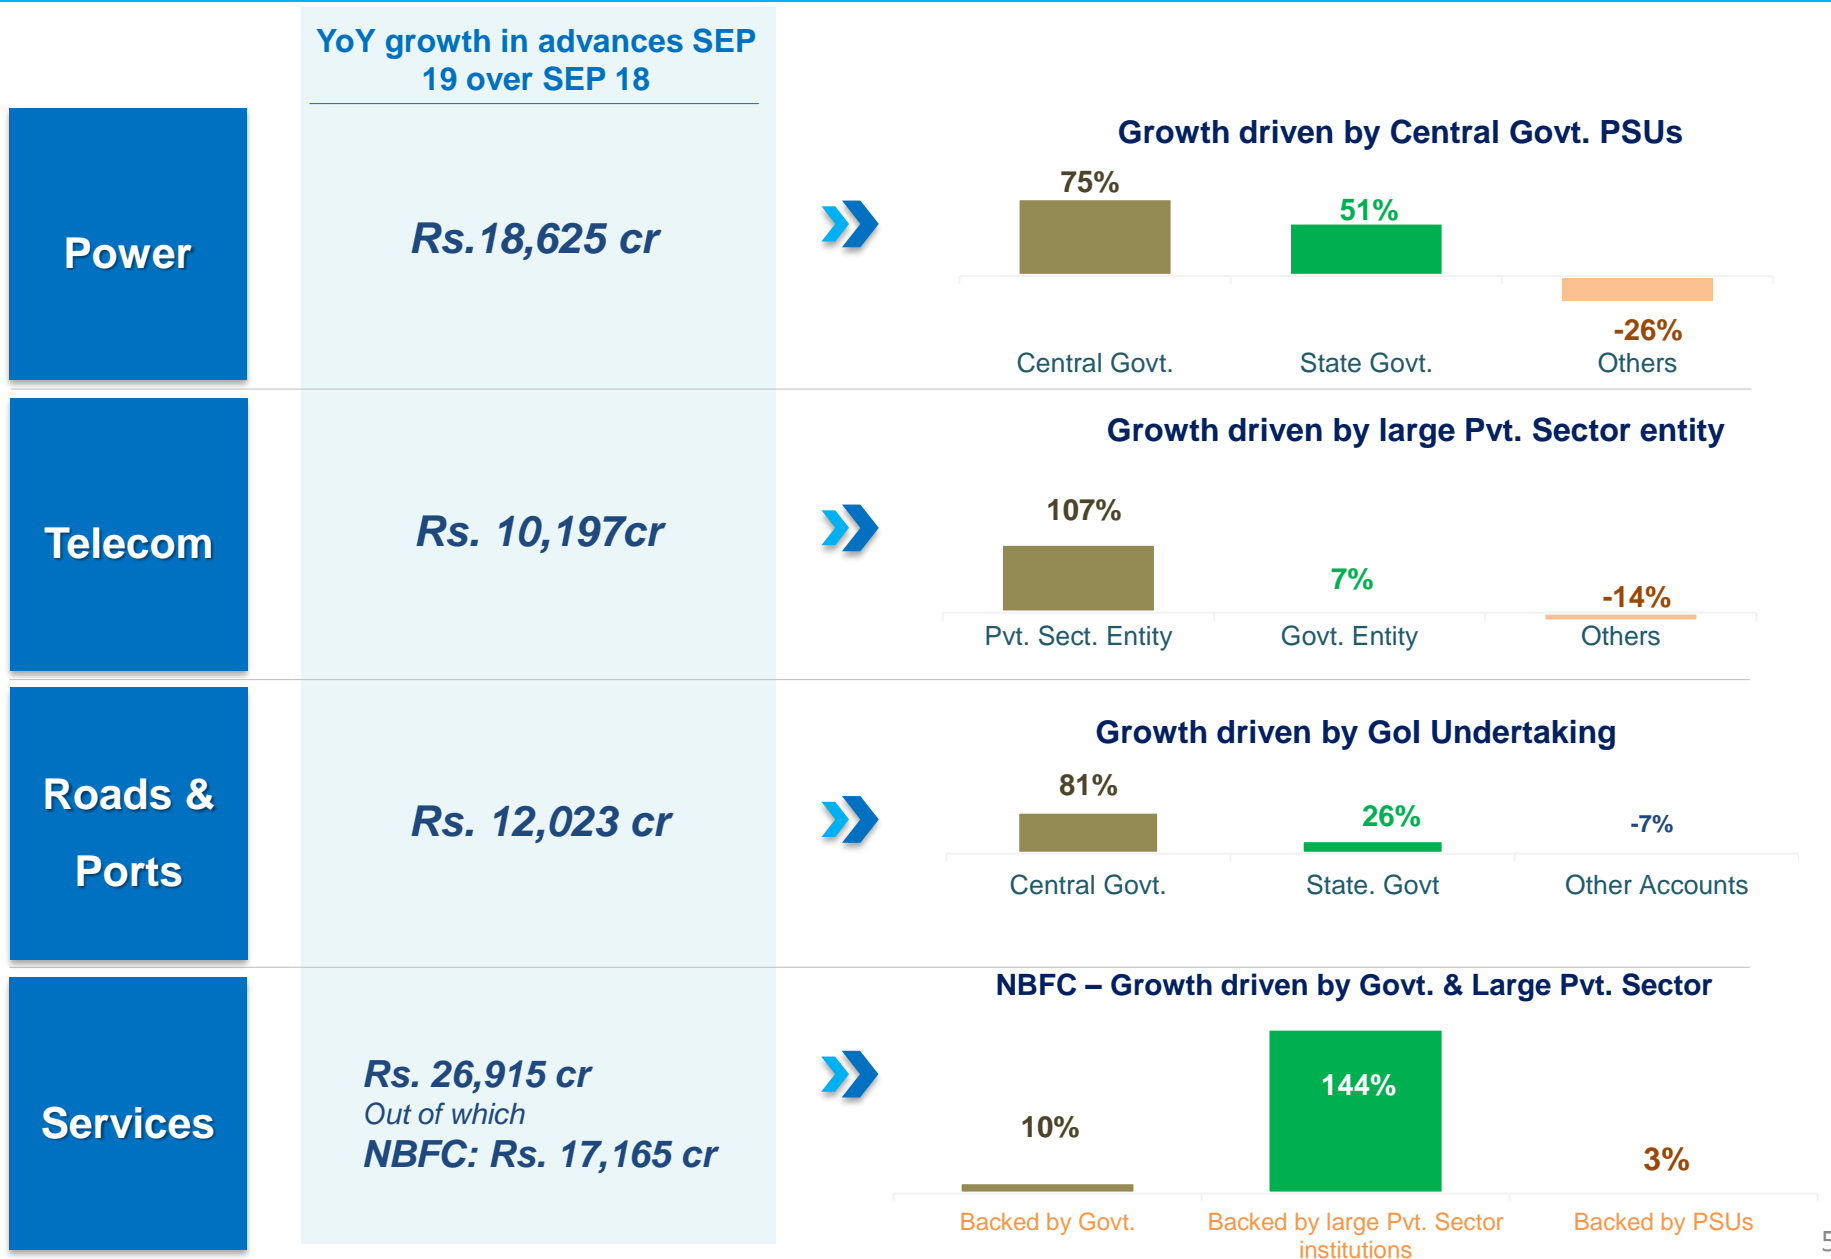 YoY growth in advances SEP
19 over SEP 18
Power
Rs.18,625 cr
Growth driven by Central Govt. PSUs
75%
51%
-26%
Central Govt.
State Govt.
Others
Telecom
Rs. 10,197cr
Growth driven by large Pvt. Sector entity
107%
7%
-14%
Pvt. Sect. Entity
Govt. Entity
Others
Roads &
Ports
Rs. 12,023 cr
Growth driven by GoI Undertaking
81%
26%
-7%
Central Govt.
State. Govt
Other Accounts
Services
Rs. 26,915 cr
Out of which
NBFC: Rs. 17,165 cr
NBFC – Growth driven by Govt. & Large Pvt. Sector
10%
144%
3%
Backed by Govt.
Backed by large Pvt. Sector
institutions
Backed by PSUs
5